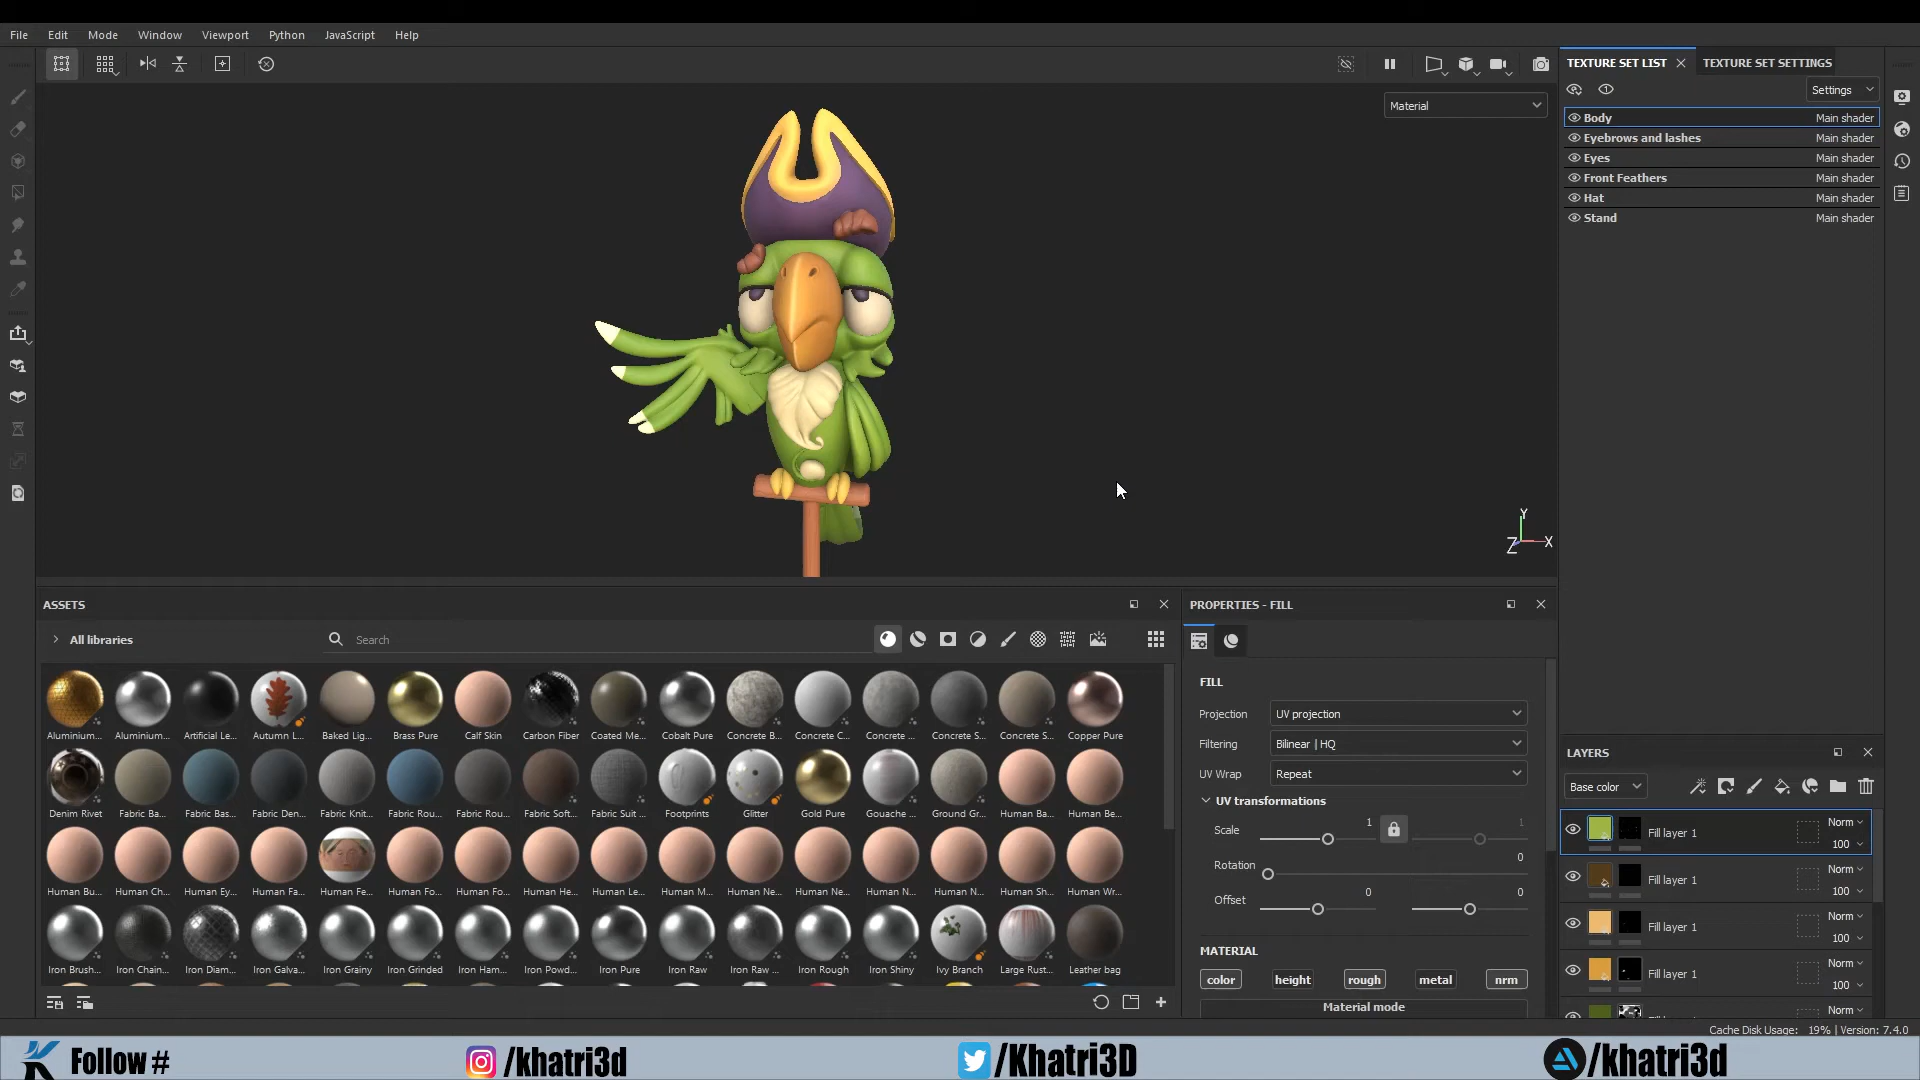 File Edit Mode Window Viewport Python JavaScript Help
TEXTURE SET LIST TEXTURE SET SETTINGS
Settings
Material
Body Main shader
Eyebrows and lashes Main shader
Eyes Main shader
Front Feathers Main shader
Hat Main shader
Stand Main shader
Y
Z X
ASSETS
All libraries
Search
Aluminium... Aluminium... Artificial Le... Autumn L... Baked Lig... Brass Pure Calf Skin Carbon Fiber Coated Me... Cobalt Pure Concrete B... Concrete C... Concrete ... Concrete S... Concrete S... Copper Pure
Denim Rivet Fabric Ba... Fabric Bas... Fabric Den... Fabric Knit... Fabric Rou... Fabric Rou... Fabric Soft... Fabric Suit ... Footprints Glitter Gold Pure Gouache ... Ground Gr... Human Ba... Human Be...
Human Bu... Human Ch... Human Ey... Human Fa... Human Fe... Human Fo... Human Fo... Human He... Human Le... Human M... Human Ne... Human Ne... Human N... Human N... Human Sh... Human Wr...
Iron Brush... Iron Chain... Iron Diam... Iron Galva... Iron Grainy Iron Grinded Iron Ham... Iron Powd... Iron Pure Iron Raw Iron Raw ... Iron Rough Iron Shiny Ivy Branch Large Rust... Leather bag
PROPERTIES - FILL
FILL
Projection UV projection
Filtering Bilinear | HQ
UV Wrap Repeat
UV transformations
Scale 1 1
Rotation 0
Offset 0 0
MATERIAL
color height rough metal nrm
Material mode
LAYERS
Base color
Fill layer 1 Norm 100
Fill layer 1 Norm 100
Fill layer 1 Norm 100
Fill layer 1 Norm 100
Norm
Cache Disk Usage: 19% | Version: 7.4.0
Follow # /khatri3d /Khatri3D /khatri3d